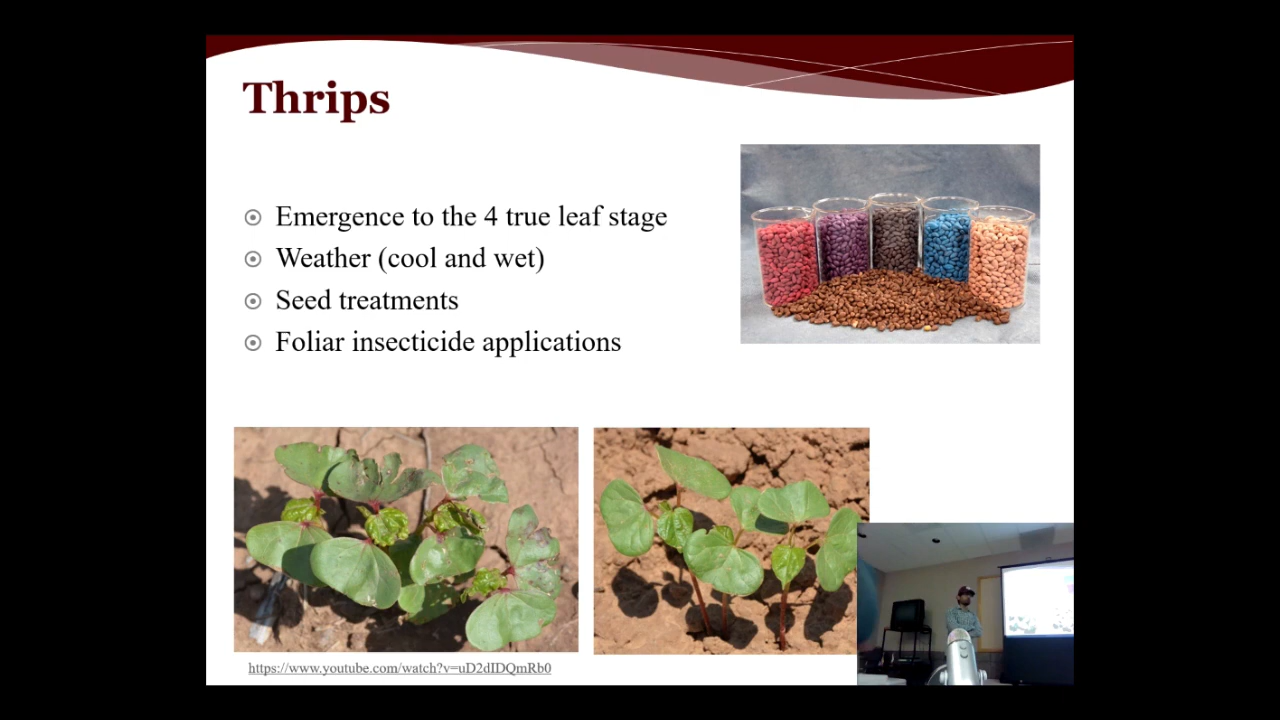 Thrips
Emergence to the 4 true leaf stage
Weather (cool and wet)
Seed treatments
Foliar insecticide applications
https://www.youtube.com/watch?v=uD2dIDQmRb0